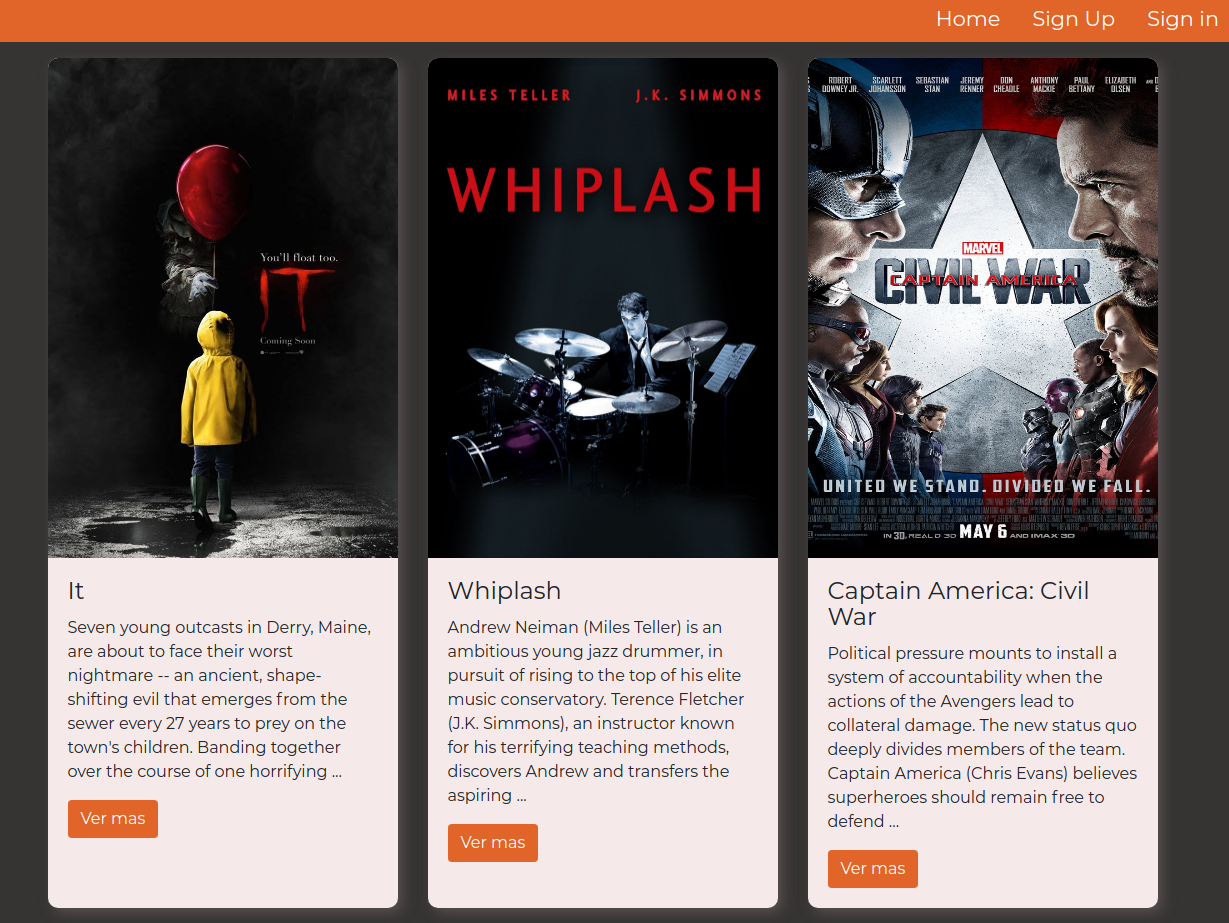 Home Sign Up Sign in
You'll float too.
IT
Coming Soon
It
Seven young outcasts in Derry, Maine,
are about to face their worst
nightmare -- an ancient, shape-
shifting evil that emerges from the
sewer every 27 years to prey on the
town's children. Banding together
over the course of one horrifying ...
Ver mas
MILES TELLER J.K. SIMMONS
WHIPLASH
Whiplash
Andrew Neiman (Miles Teller) is an
ambitious young jazz drummer, in
pursuit of rising to the top of his elite
music conservatory. Terence Fletcher
(J.K. Simmons), an instructor known
for his terrifying teaching methods,
discovers Andrew and transfers the
aspiring ...
Ver mas
ROBERT SCARLETT SEBASTIAN JEREMY DON ANTHONY PAUL ELIZABETH
DOWNEY JR. JOHANSSON STAN RENNER CHEADLE MACKIE BETTANY OLSEN
MARVEL
CAPTAIN AMERICA
CIVIL WAR
UNITED WE STAND. DIVIDED WE FALL.
IN 3D, REAL D 3D MAY 6 AND IMAX 3D
Captain America: Civil
War
Political pressure mounts to install a
system of accountability when the
actions of the Avengers lead to
collateral damage. The new status quo
deeply divides members of the team.
Captain America (Chris Evans) believes
superheroes should remain free to
defend ...
Ver mas